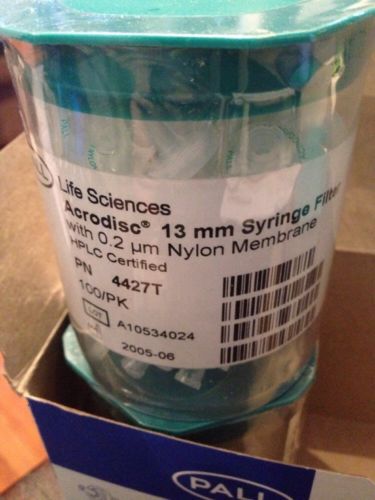 Life Sciences
Acrodisc® 13 mm Syringe Filter
with 0.2 µm Nylon Membrane
HPLC Certified
PN 4427T
100/PK
LOT A10534024
2005-06
PALL